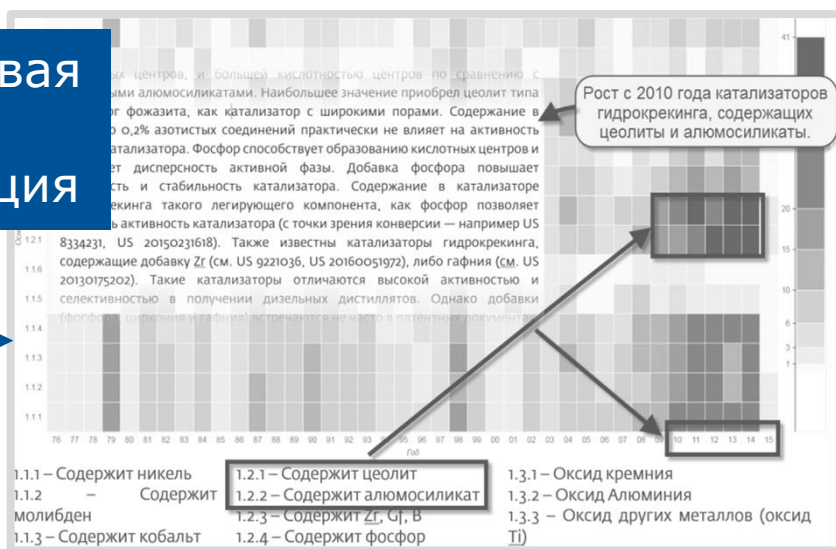 вая
ция
ых центров, и большей кислотностью центров по сравнению с
ыми алюмосиликатами. Наибольшее значение приобрел цеолит типа
ог фожазита, как катализатор с широкими порами. Содержание в
о 0,2% азотистых соединений практически не влияет на активность
атализатора. Фосфор способствует образованию кислотных центров и
ет дисперсность активной фазы. Добавка фосфора повышает
сть и стабильность катализатора. Содержание в катализаторе
рекинга такого легирующего компонента, как фосфор позволяет
ь активность катализатора (с точки зрения конверсии — например US
8334231, US 20150231618). Также известны катализаторы гидрокрекинга,
содержащие добавку Zr (см. US 9221036, US 20160051972), либо гафния (см. US
20130175202). Такие катализаторы отличаются высокой активностью и
селективностью в получении дизельных дистиллятов. Однако добавки
(фосфора, циркония и гафния) встречаются не часто в патентных документах
Рост с 2010 года катализаторов
гидрокрекинга, содержащих
цеолиты и алюмосиликаты.
41
20
15
10
6
3
1
1.2.1
1.1.6
1.1.5
1.1.4
1.1.3
1.1.2
1.1.1
76 77 78 79 80 81 82 83 84 85 86 87 88 89 90 91 92 93 94 95 96 97 98 99 00 01 02 03 04 05 06 07 08 09 10 11 12 13 14 15
Год
1.1.1 – Содержит никель
1.1.2 – Содержит
молибден
1.1.3 – Содержит кобальт
1.2.1 – Содержит цеолит
1.2.2 – Содержит алюмосиликат
1.2.3 – Содержит Zr, Gf, B
1.2.4 – Содержит фосфор
1.3.1 – Оксид кремния
1.3.2 – Оксид Алюминия
1.3.3 – Оксид других металлов (оксид
Ti)